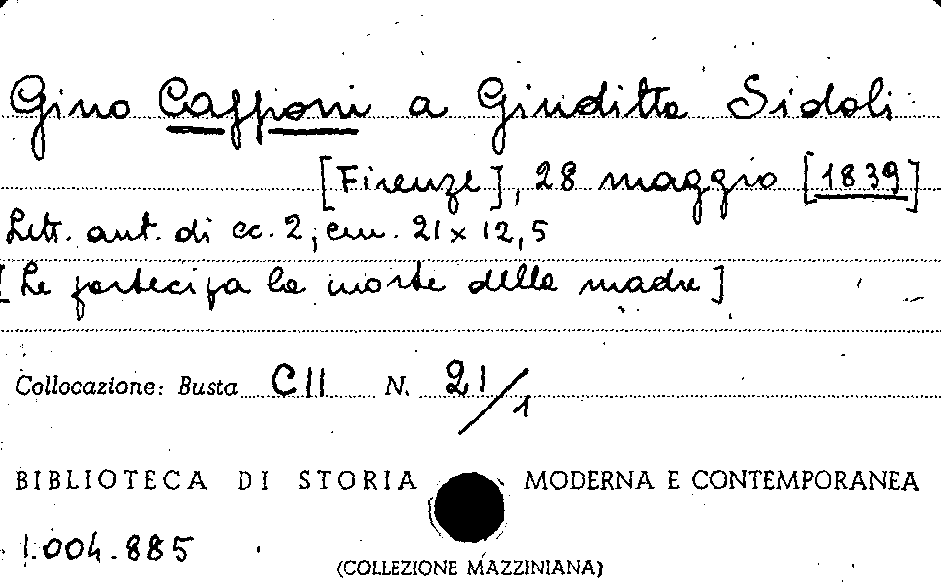 Gino Capponi a Giuditta Sidoli
[Firenze], 28 maggio [1839]
Lett. aut. di cc. 2, cm. 21 x 12,5
[Le partecipa la morte della madre]
Collocazione: Busta CII N. 21/1
BIBLIOTECA DI STORIA MODERNA E CONTEMPORANEA
1.004.885
(COLLEZIONE MAZZINIANA)